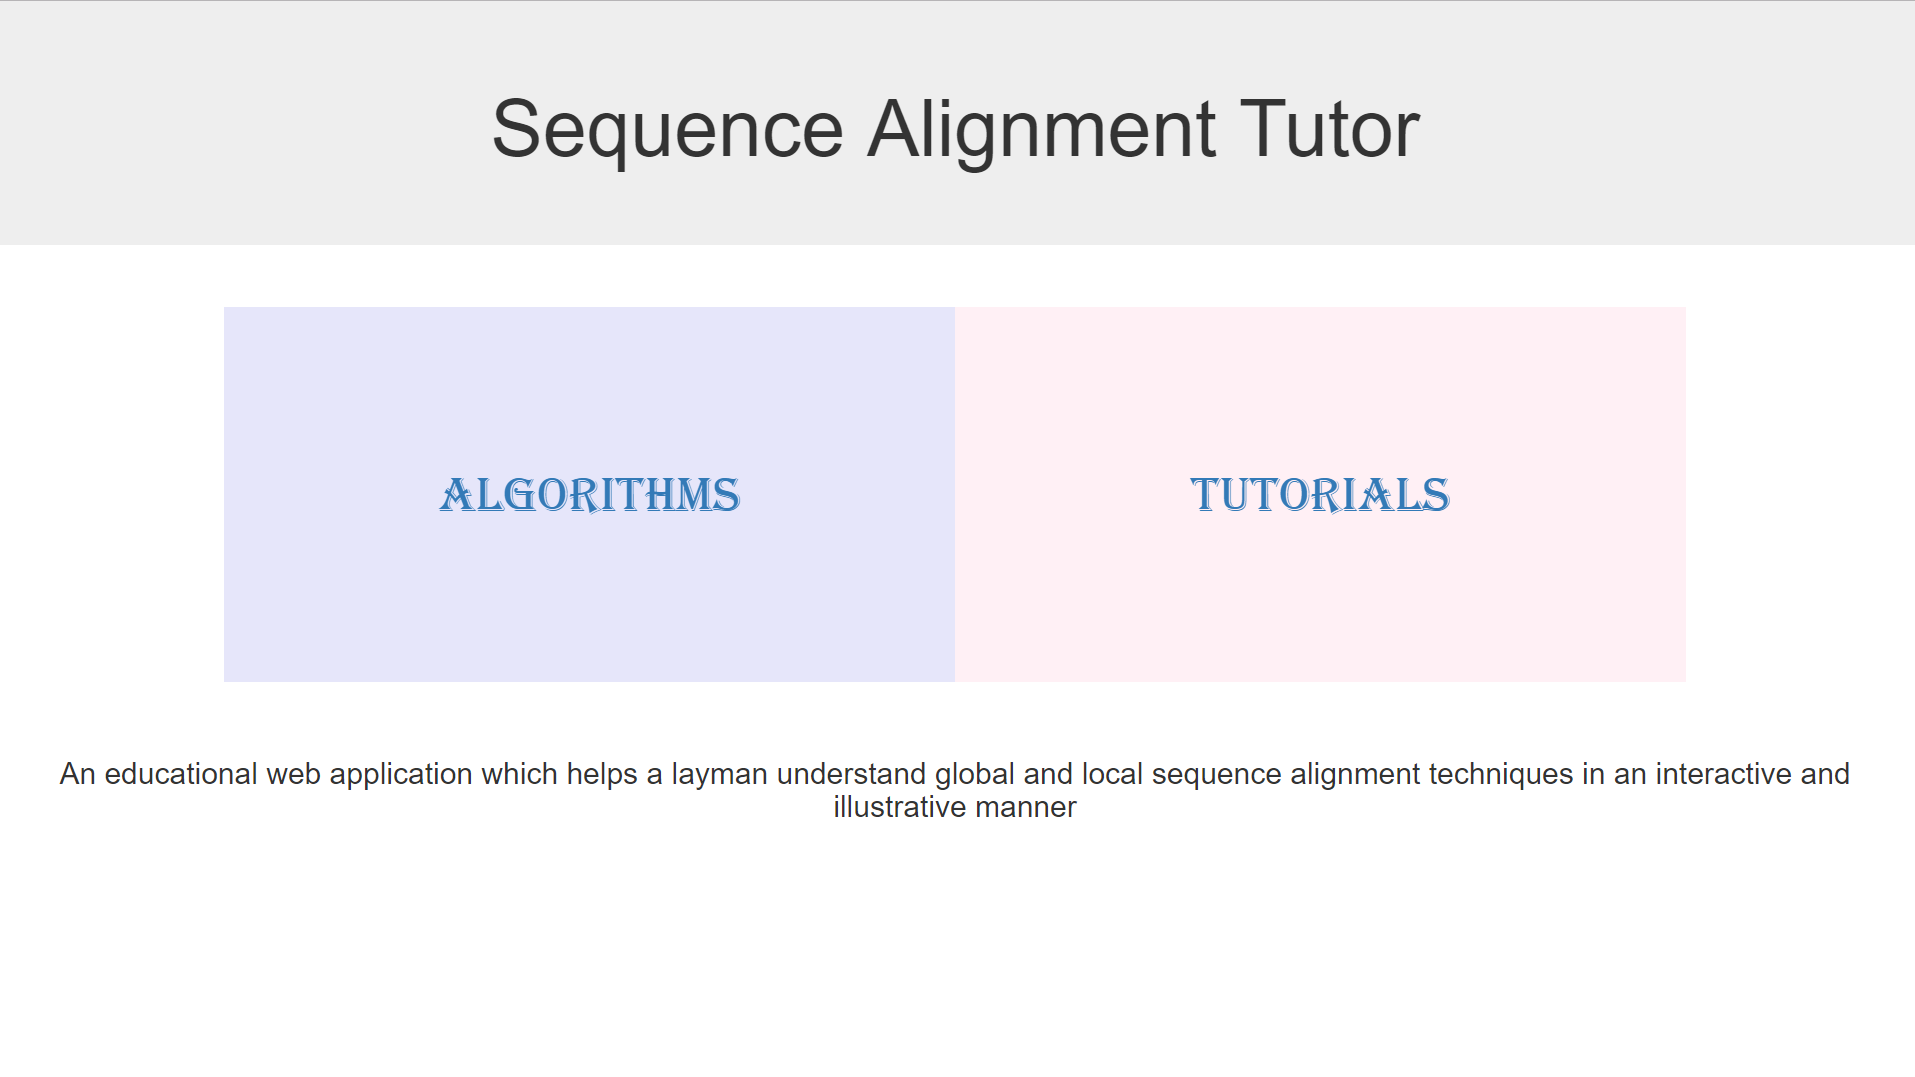 Sequence Alignment Tutor
ALGORITHMS
TUTORIALS
An educational web application which helps a layman understand global and local sequence alignment techniques in an interactive and
illustrative manner